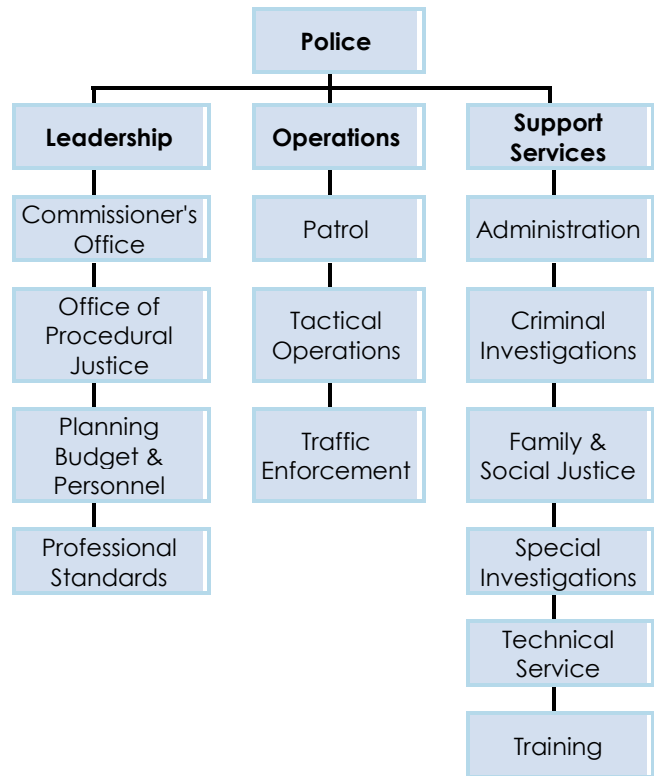 Police
Leadership
Commissioner's
Office
Office of
Procedural
Justice
Planning
Budget &
Personnel
Professional
Standards
Operations
Patrol
Tactical
Operations
Traffic
Enforcement
Support
Services
Administration
Criminal
Investigations
Family &
Social Justice
Special
Investigations
Technical
Service
Training